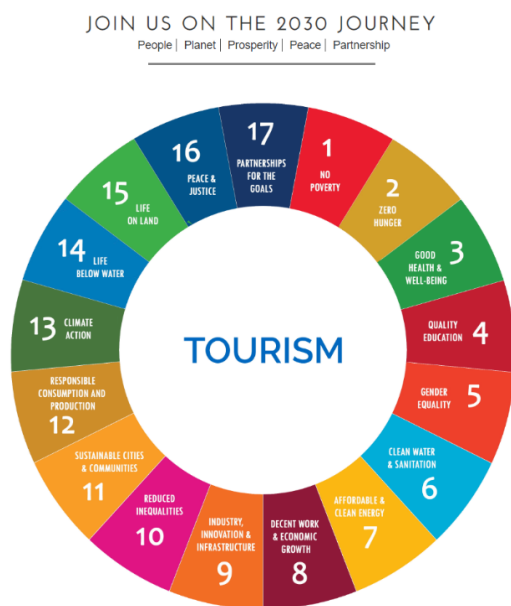 JOIN US ON THE 2030 JOURNEY
People | Planet | Prosperity | Peace | Partnership
17
PARTNERSHIPS
FOR THE
GOALS
1
NO
POVERTY
2
ZERO
HUNGER
3
GOOD
HEALTH &
WELL-BEING
QUALITY
EDUCATION
4
GENDER
EQUALITY
5
CLEAN WATER
& SANITATION
6
AFFORDABLE &
CLEAN ENERGY
7
DECENT WORK
& ECONOMIC
GROWTH
8
INDUSTRY,
INNOVATION &
INFRASTRUCTURE
9
REDUCED
INEQUALITIES
10
SUSTAINABLE CITIES
& COMMUNITIES
11
RESPONSIBLE
CONSUMPTION AND
PRODUCTION
12
13
CLIMATE
ACTION
14
LIFE
BELOW WATER
15
LIFE
ON LAND
16
PEACE &
JUSTICE
TOURISM